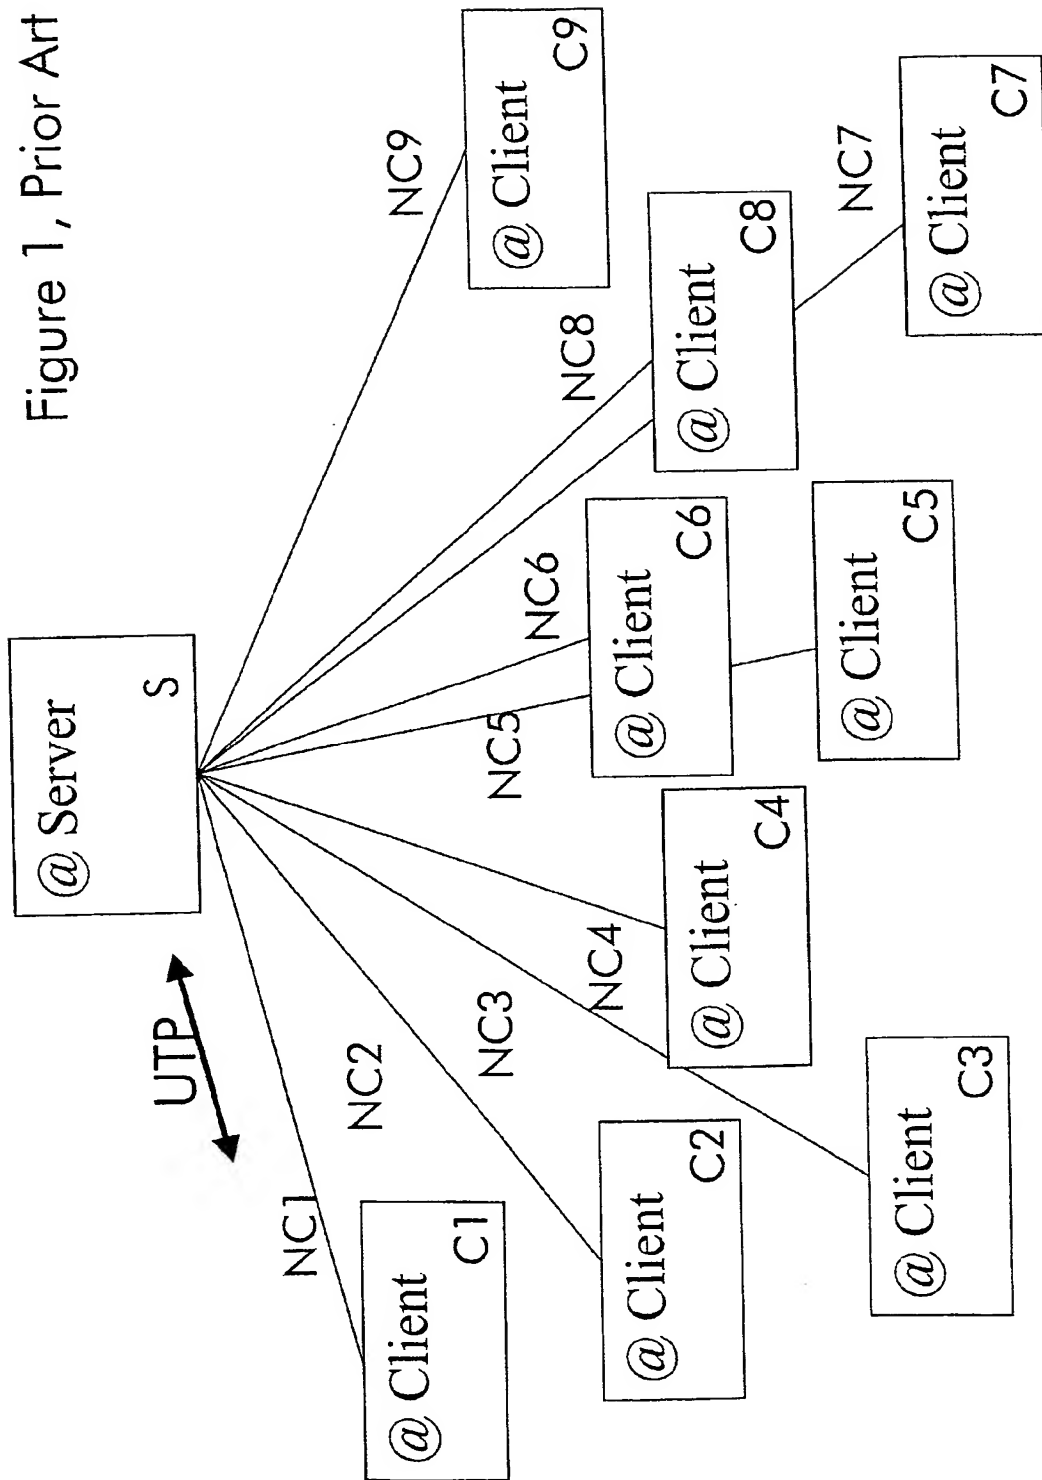 Figure 1, Prior Art
@ Server
S
UTP
NC1
NC2
NC3
NC4
NC5
NC6
NC8
NC9
NC7
@ Client
C1
@ Client
C2
@ Client
C3
@ Client
C4
@ Client
C6
@ Client
C5
@ Client
C8
@ Client
C9
@ Client
C7